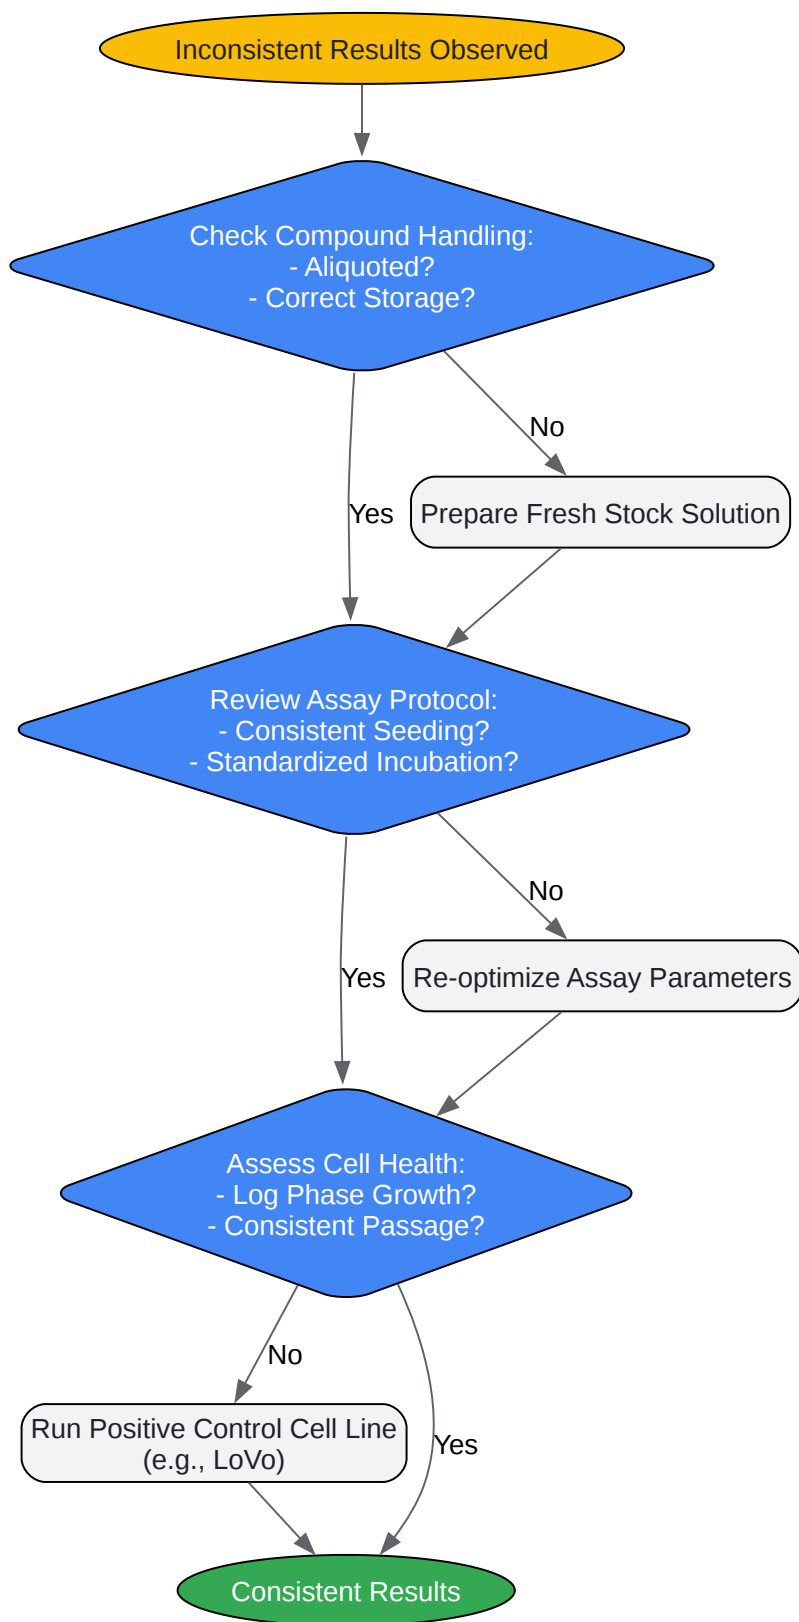 Inconsistent Results Observed
Check Compound Handling:
- Aliquoted?
- Correct Storage?
No
Yes
Prepare Fresh Stock Solution
Review Assay Protocol:
- Consistent Seeding?
- Standardized Incubation?
No
Yes
Re-optimize Assay Parameters
Assess Cell Health:
- Log Phase Growth?
- Consistent Passage?
No
Run Positive Control Cell Line
(e.g., LoVo)
Yes
Consistent Results